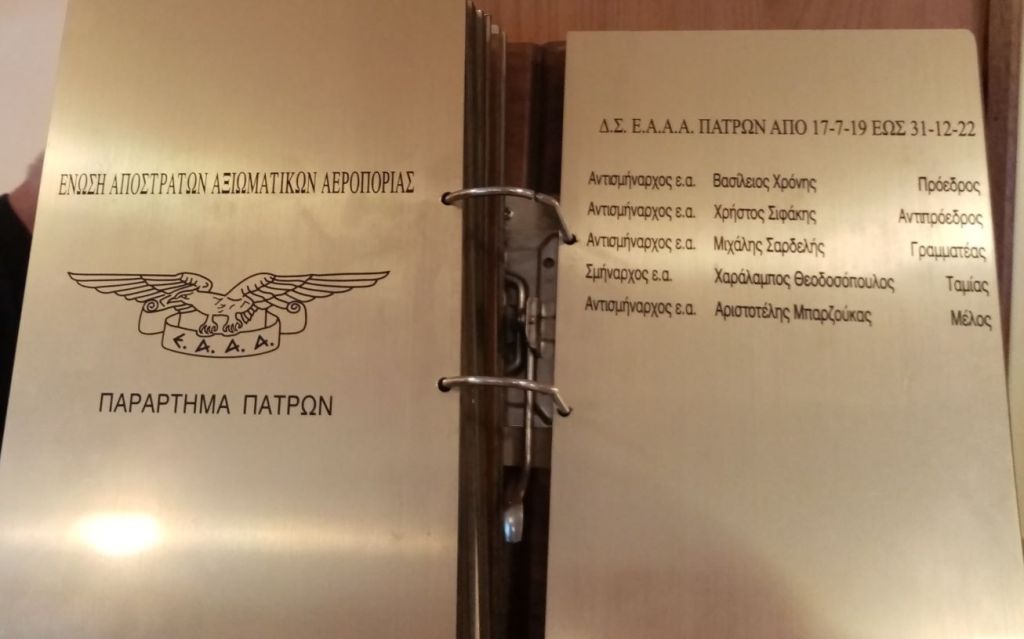 ΕΝΩΣΗ ΑΠΟΣΤΡΑΤΩΝ ΑΞΙΩΜΑΤΙΚΩΝ ΑΕΡΟΠΟΡΙΑΣ
Ε. Α. Α. Α.
ΠΑΡΑΡΤΗΜΑ ΠΑΤΡΩΝ
Δ.Σ. Ε.Α.Α.Α. ΠΑΤΡΩΝ ΑΠΟ 17-7-19 ΕΩΣ 31-12-22
Αντισμήναρχος ε.α. Βασίλειος Χρόνης Πρόεδρος
Αντισμήναρχος ε.α. Χρήστος Σιφάκης Αντιπρόεδρος
Αντισμήναρχος ε.α. Μιχάλης Σαρδελής Γραμματέας
Σμήναρχος ε.α. Χαράλαμπος Θεοδοσόπουλος Ταμίας
Αντισμήναρχος ε.α. Αριστοτέλης Μπαρζούκας Μέλος